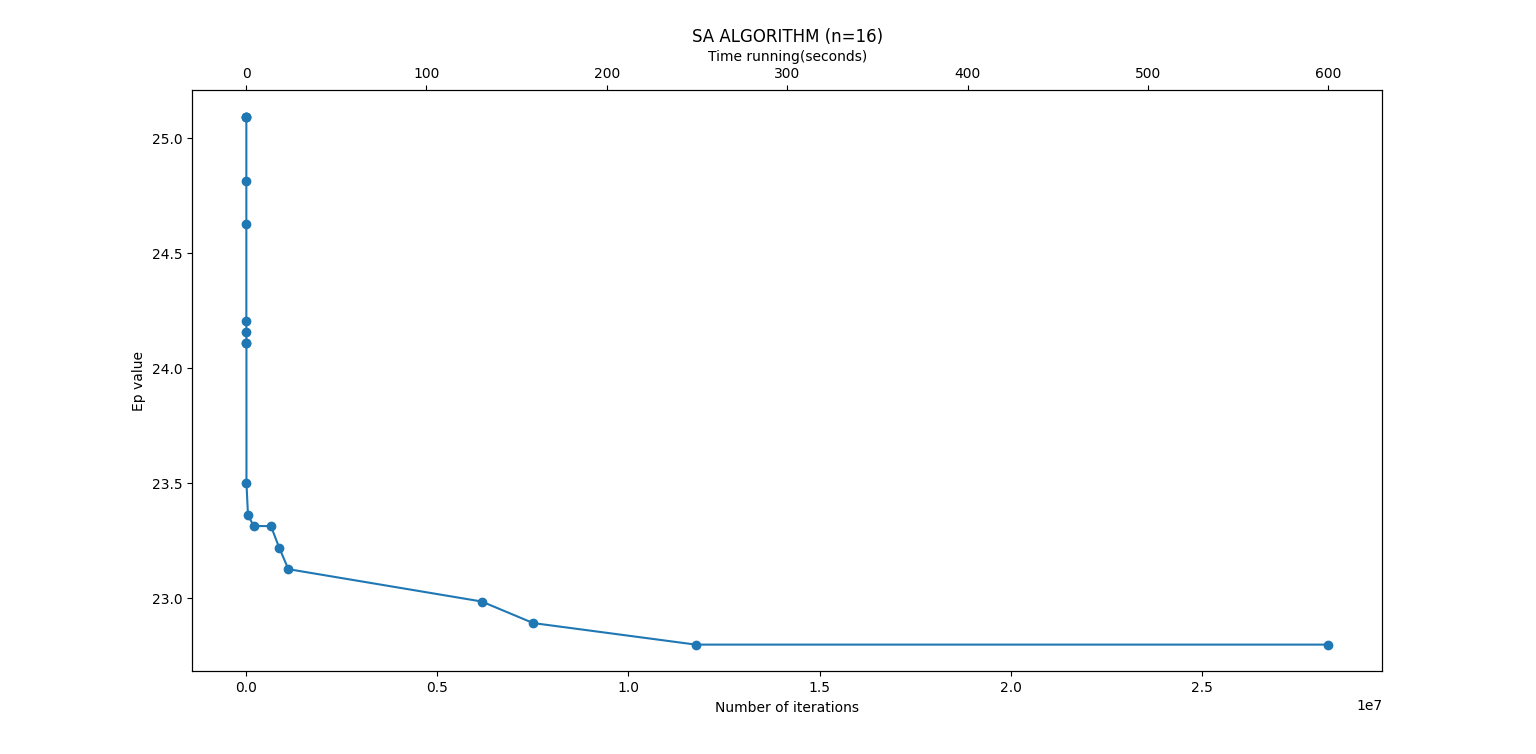 SA ALGORITHM (n=16)
Time running(seconds)
0 100 200 300 400 500 600
25.0
24.5
24.0
23.5
23.0
Ep value
0.0 0.5 1.0 1.5 2.0 2.5
1e7
Number of iterations